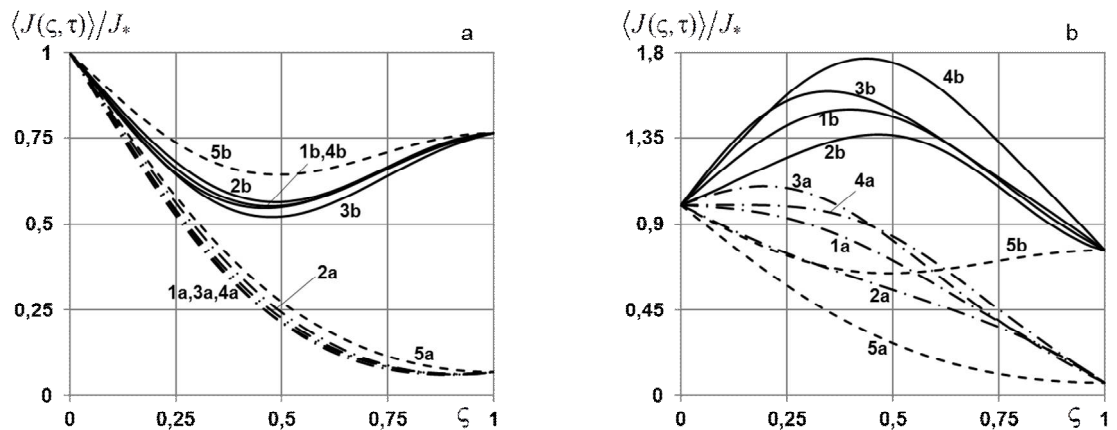 ⟨J(ς,τ)⟩/J* a
1
0,75
0,5
0,25
0
5b
1b,4b
2b
3b
2a
1a,3a,4a
5a
0 0,25 0,5 0,75 ς 1
⟨J(ς,τ)⟩/J* b
1,8
1,35
0,9
0,45
0
4b
3b
1b
2b
3a
4a
1a
5b
2a
5a
0 0,25 0,5 0,75 ς 1